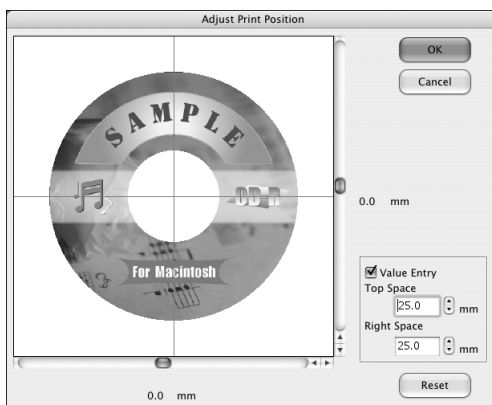 Adjust Print Position
OK
Cancel
SAMPLE
CD-R
For Macintosh
0.0 mm
Value Entry
Top Space
25.0 mm
Right Space
25.0 mm
0.0 mm
Reset